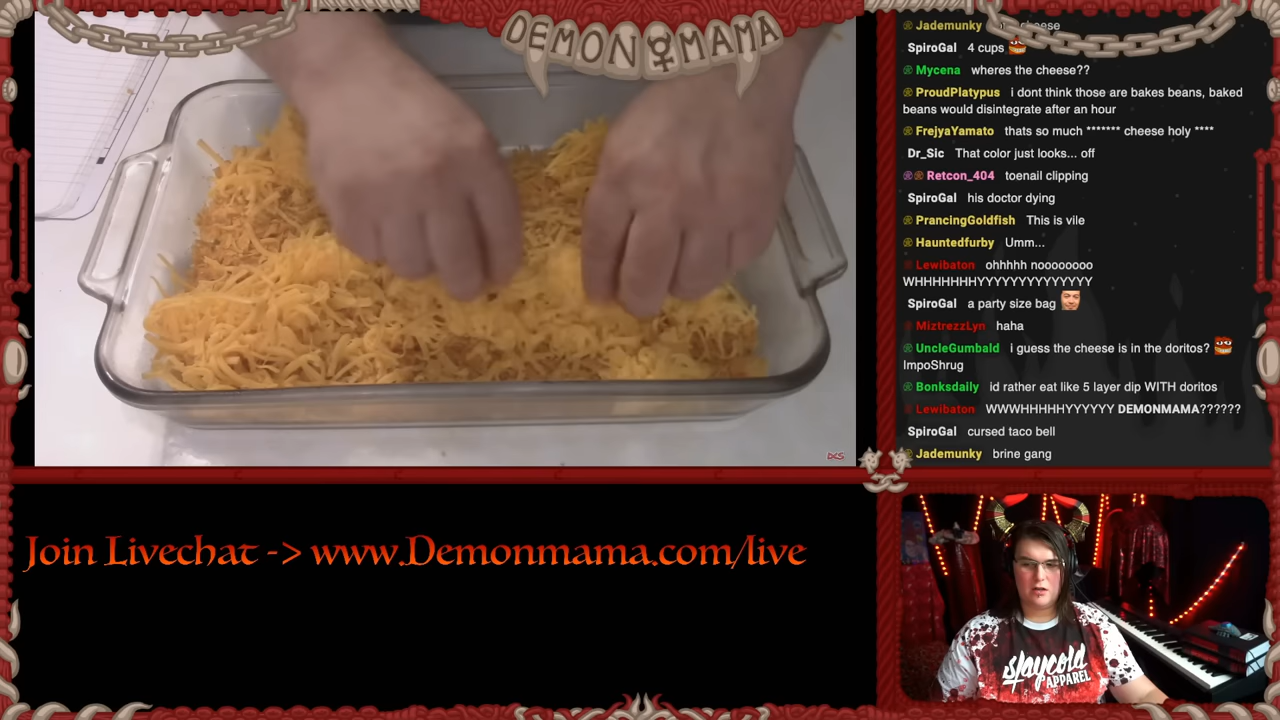 DEMON MAMA
Jademunky cheese
SpiroGal 4 cups
Mycena wheres the cheese??
ProudPlatypus i dont think those are bakes beans, baked
beans would disintegrate after an hour
FrejyaYamato thats so much ******* cheese holy ****
Dr_Sic That color just looks... off
Retcon_404 toenail clipping
SpiroGal his doctor dying
PrancingGoldfish This is vile
Hauntedfurby Umm...
Lewibaton ohhhhh noooooooo
WHHHHHHHYYYYYYYYYYYYYY
SpiroGal a party size bag
MiztrezzLyn haha
UncleGumbald i guess the cheese is in the doritos?
ImpoShrug
Bonksdaily id rather eat like 5 layer dip WITH doritos
Lewibaton WWWHHHHHYYYYYY DEMONMAMA??????
SpiroGal cursed taco bell
Jademunky brine gang
Join Livechat -> www.Demonmama.com/live
slaycold
APPAREL